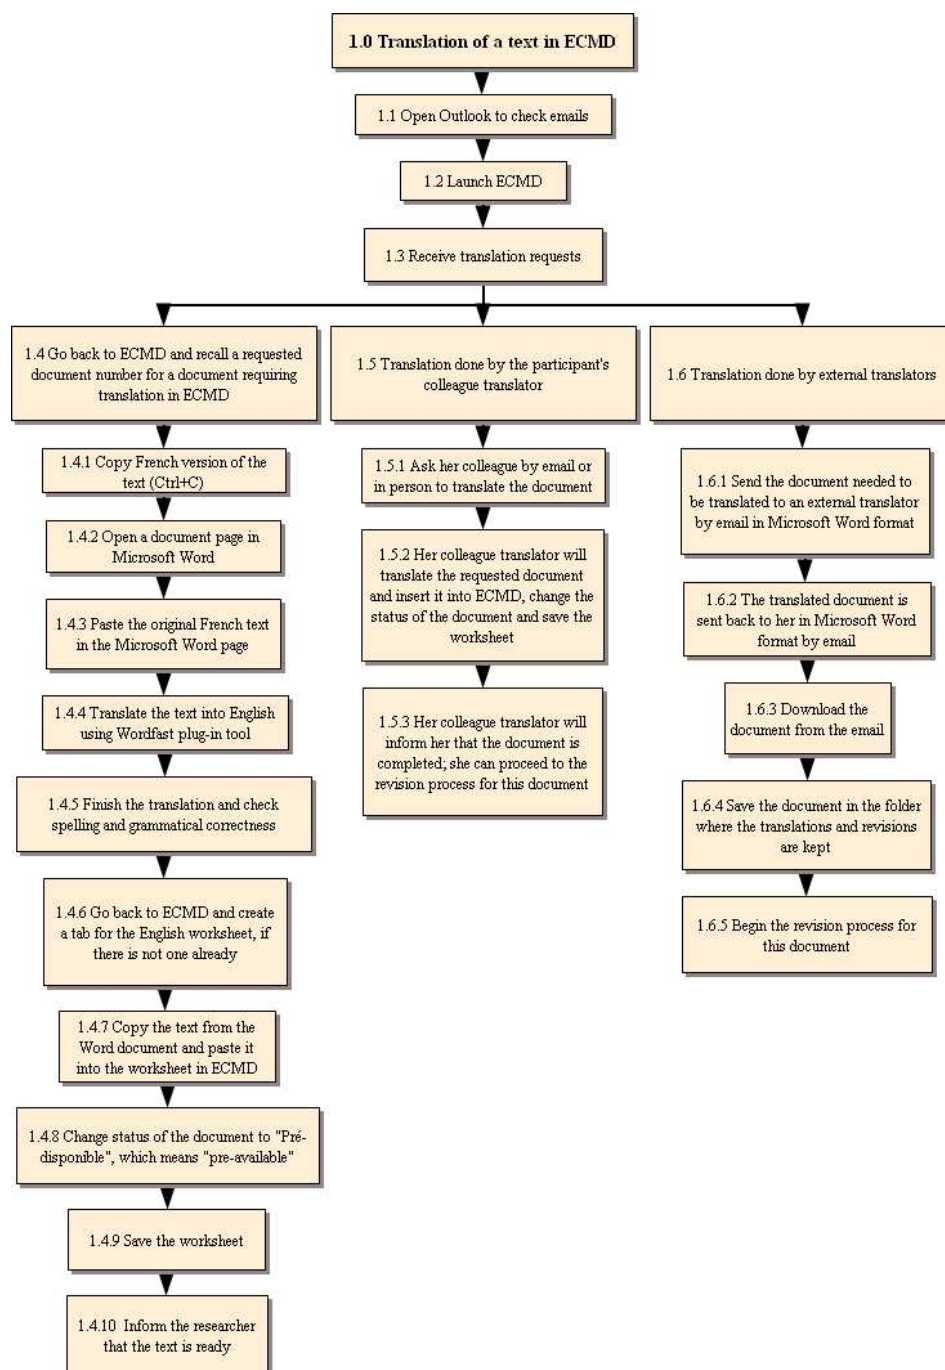 1.0 Translation of a text in ECMD
1.1 Open Outlook to check emails
1.2 Launch ECMD
1.3 Receive translation requests
1.4 Go back to ECMD and recall a requested
document number for a document requiring
translation in ECMD
1.4.1 Copy French version of the
text (Ctrl+C)
1.4.2 Open a document page in
Microsoft Word
1.4.3 Paste the original French text
in the Microsoft Word page
1.4.4 Translate the text into English
using Wordfast plug-in tool
1.4.5 Finish the translation and check
spelling and grammatical correctness
1.4.6 Go back to ECMD and create
a tab for the English worksheet, if
there is not one already
1.4.7 Copy the text from the
Word document and paste it
into the worksheet in ECMD
1.4.8 Change status of the document to "Pré-
disponible", which means "pre-available"
1.4.9 Save the worksheet
1.4.10 Inform the researcher
that the text is ready
1.5 Translation done by the participant's
colleague translator
1.5.1 Ask her colleague by email or
in person to translate the document
1.5.2 Her colleague translator will
translate the requested document
and insert it into ECMD, change the
status of the document and save the
worksheet
1.5.3 Her colleague translator will
inform her that the document is
completed; she can proceed to the
revision process for this document
1.6 Translation done by external translators
1.6.1 Send the document needed to
be translated to an external translator
by email in Microsoft Word format
1.6.2 The translated document is
sent back to her in Microsoft Word
format by email
1.6.3 Download the
document from the email
1.6.4 Save the document in the folder
where the translations and revisions
are kept
1.6.5 Begin the revision process for
this document